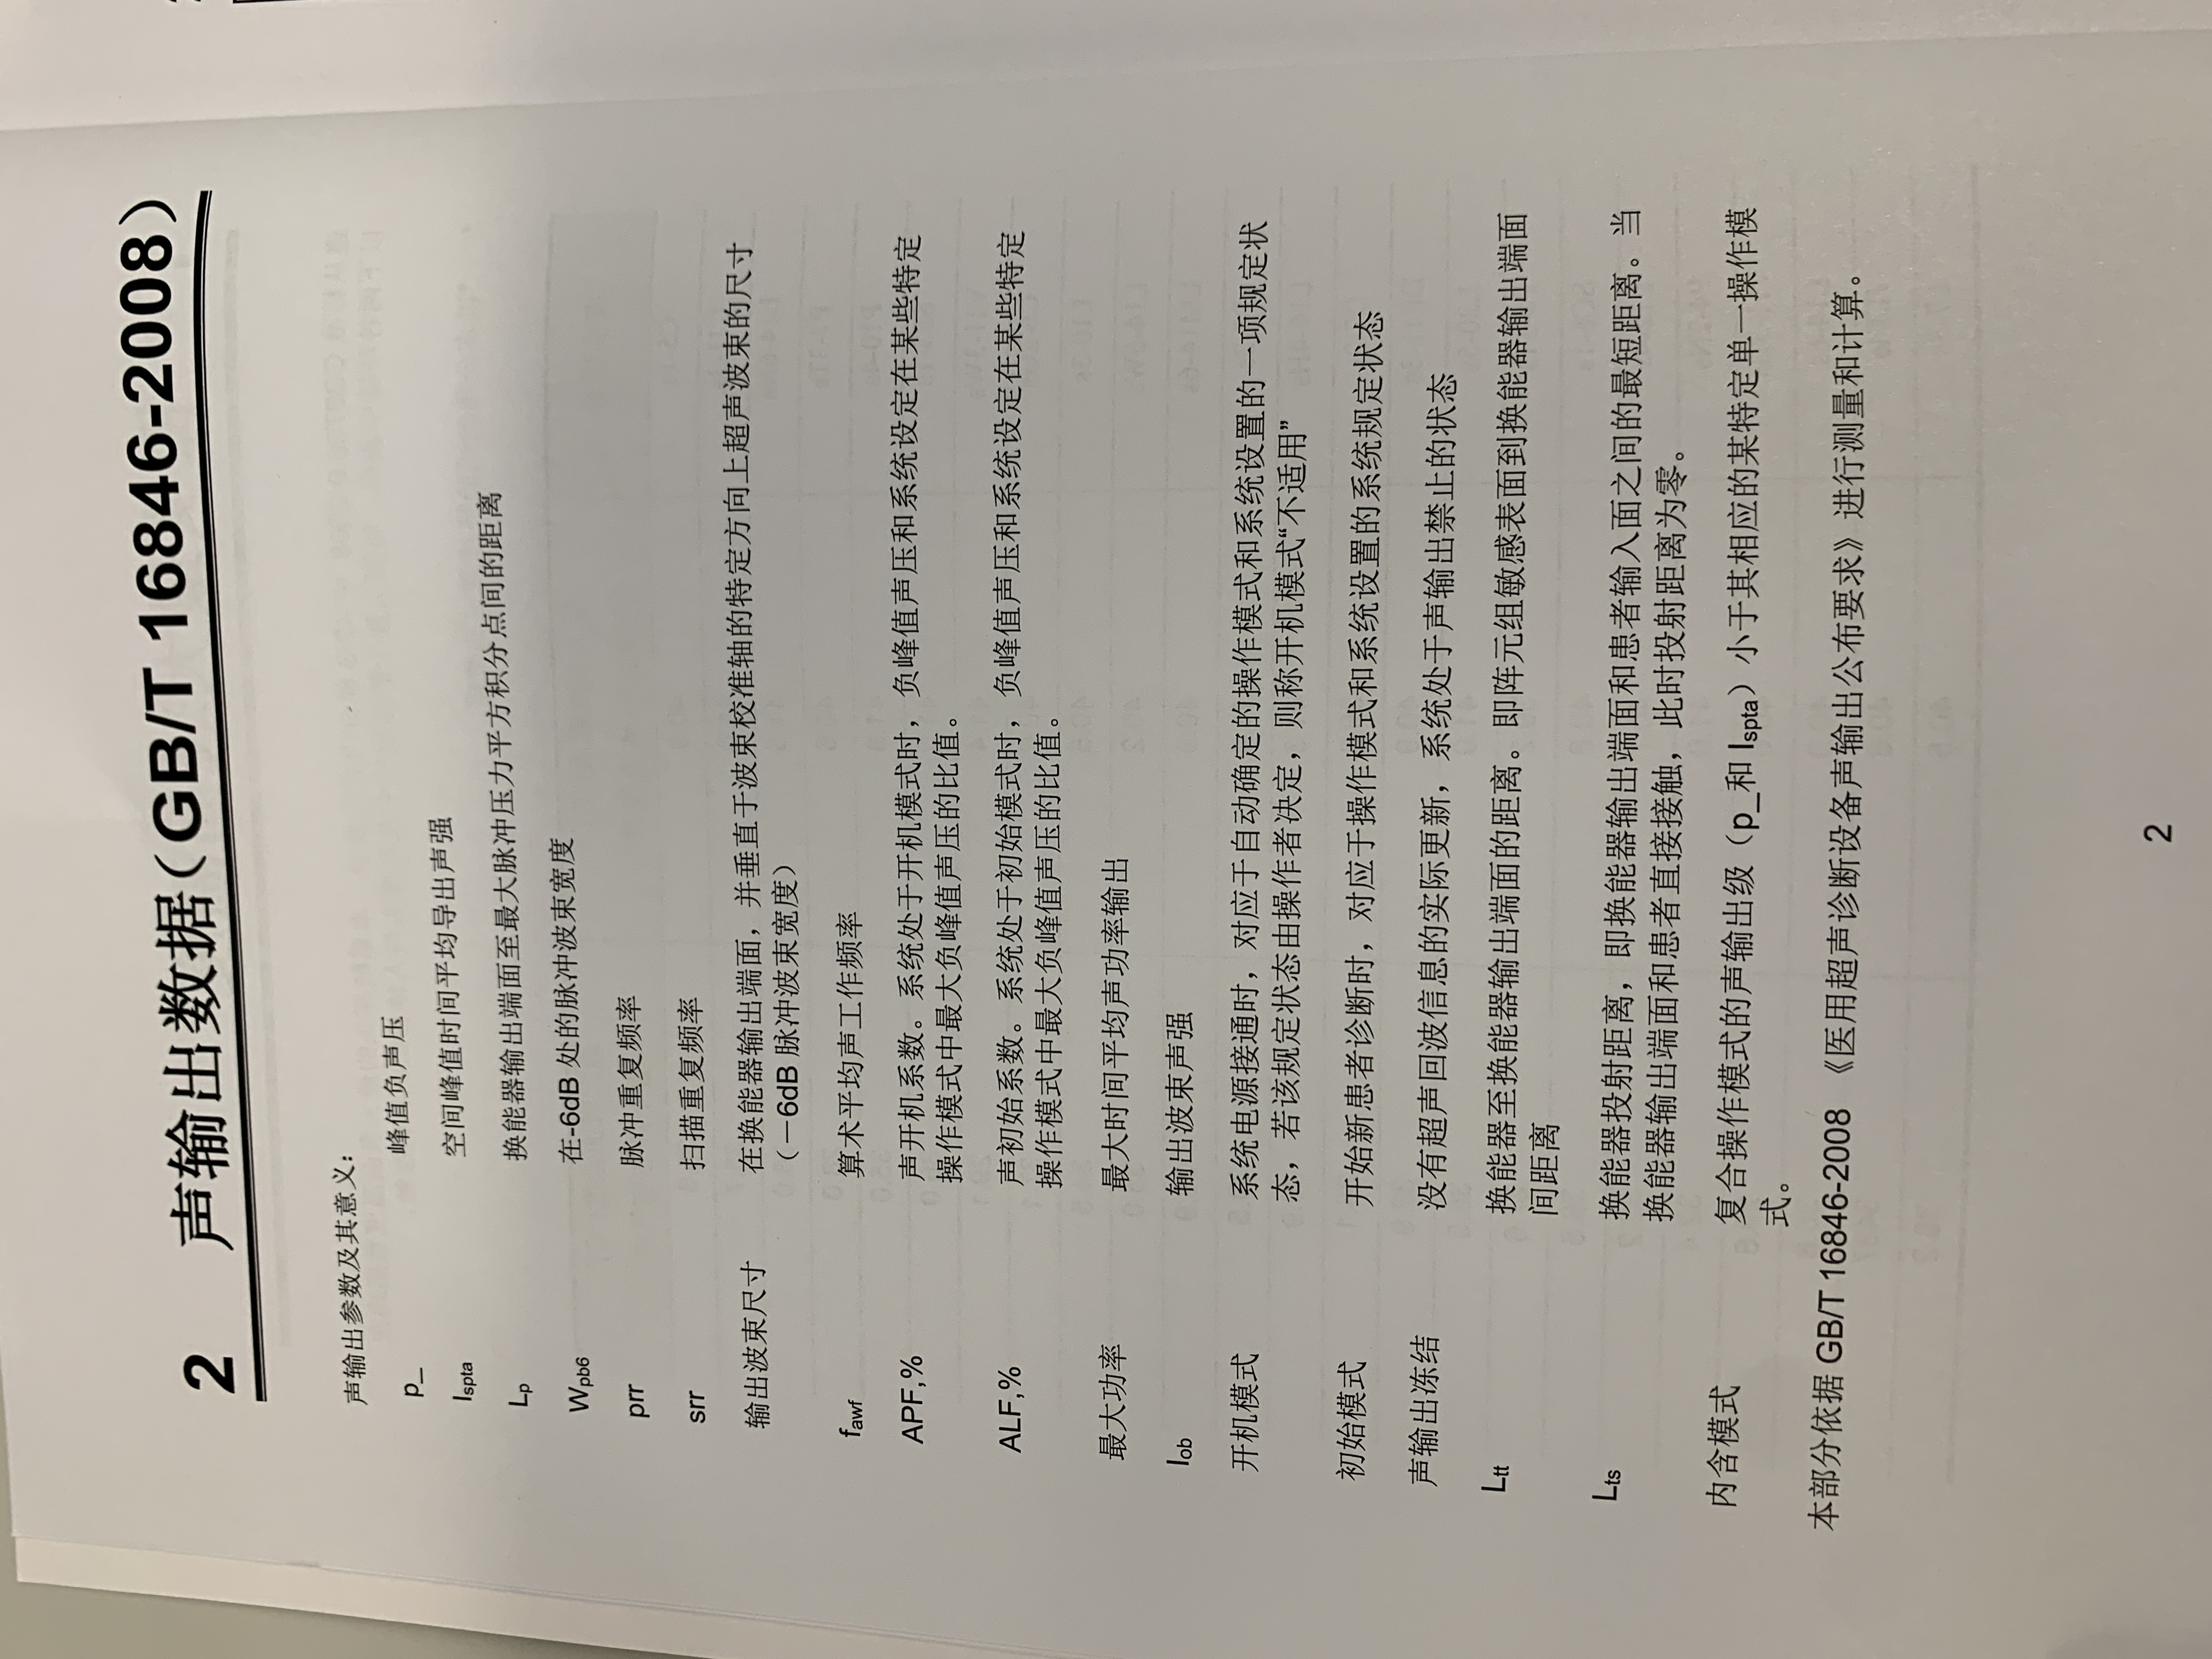 2 声输出数据(GB/T 16846-2008)
声输出参数及其意义:
p_ 峰值负声压
Ispta 空间峰值时间平均导出声强
Lp 换能器输出端面至最大脉冲压力平方积分点间的距离
Wpb6 在-6dB 处的脉冲波束宽度
prr 脉冲重复频率
srr 扫描重复频率
输出波束尺寸 在换能器输出端面，并垂直于波束校准轴的特定方向上超声波束的尺寸
（－6dB 脉冲波束宽度）
fawf 算术平均声工作频率
APF,% 声开机系数。系统处于开机模式时，负峰值声压和系统设定在某些特定
操作模式中最大负峰值声压的比值。
ALF,% 声初始系数。系统处于初始模式时，负峰值声压和系统设定在某些特定
操作模式中最大负峰值声压的比值。
最大功率 最大时间平均声功率输出
Iob 输出波束声强
开机模式 系统电源接通时，对应于自动确定的操作模式和系统设置的一项规定状
态，若该规定状态由操作者决定，则称开机模式“不适用”
初始模式 开始新患者诊断时，对应于操作模式和系统设置的系统规定状态
声输出冻结 没有超声回波信息的实际更新，系统处于声输出禁止的状态
Ltt 换能器至换能器输出端面的距离。即阵元组敏感表面到换能器输出端面
间距离
Lts 换能器投射距离，即换能器输出端面和患者输入面之间的最短距离。当
换能器输出端面和患者直接接触，此时投射距离为零。
内含模式 复合操作模式的声输出级（p_和 Ispta）小于其相应的某特定单一操作模
式。
本部分依据 GB/T 16846-2008 《医用超声诊断设备声输出公布要求》进行测量和计算。
2